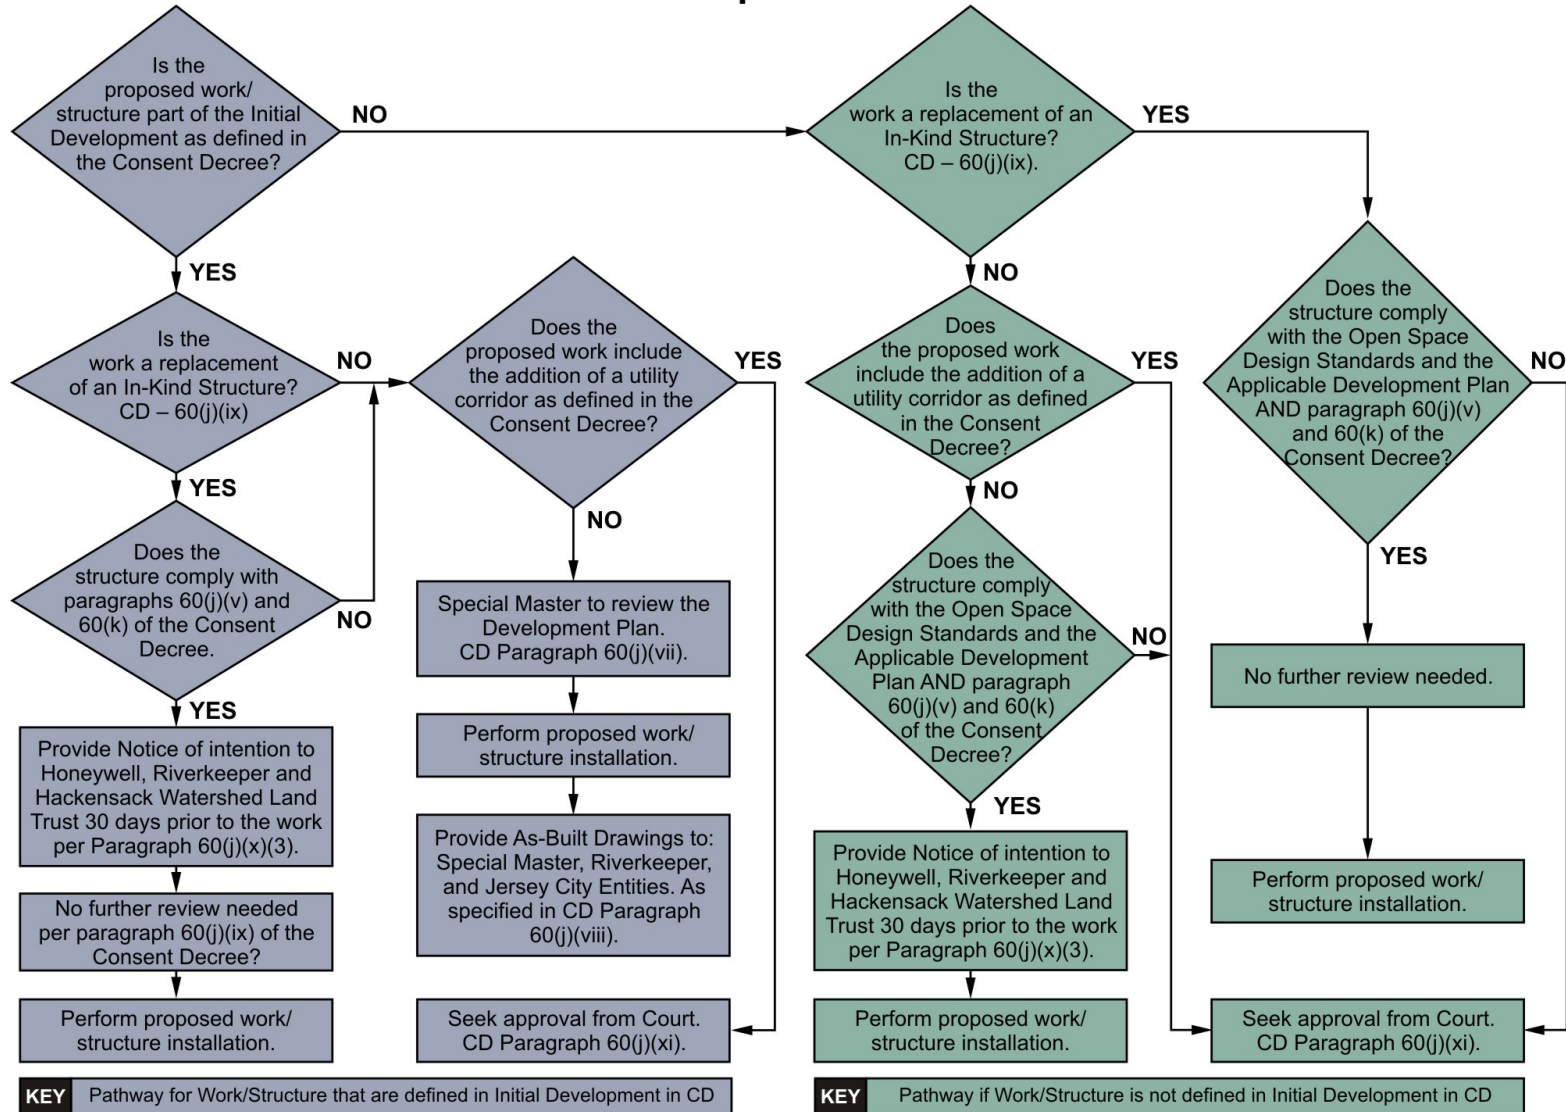 Is the
proposed work/
structure part of the Initial
Development as defined in
the Consent Decree?
NO
Is the
work a replacement of an
In-Kind Structure?
CD – 60(j)(ix).
YES
YES
NO
Is the
work a replacement
of an In-Kind Structure?
CD – 60(j)(ix)
NO
Does the
proposed work include
the addition of a utility
corridor as defined in the
Consent Decree?
YES
Does
the proposed work
include the addition of a
utility corridor as defined
in the Consent
Decree?
YES
Does the
structure comply
with the Open Space
Design Standards and the
Applicable Development Plan
AND paragraph 60(j)(v)
and 60(k) of the
Consent Decree?
NO
YES
NO
NO
YES
Does the
structure comply with
paragraphs 60(j)(v) and
60(k) of the Consent
Decree.
NO
Special Master to review the
Development Plan.
CD Paragraph 60(j)(vii).
Does the
structure comply
with the Open Space
Design Standards and the
Applicable Development
Plan AND paragraph
60(j)(v) and 60(k)
of the Consent
Decree?
NO
No further review needed.
YES
Provide Notice of intention to
Honeywell, Riverkeeper and
Hackensack Watershed Land
Trust 30 days prior to the work
per Paragraph 60(j)(x)(3).
Perform proposed work/
structure installation.
YES
Provide As-Built Drawings to:
Special Master, Riverkeeper,
and Jersey City Entities. As
specified in CD Paragraph
60(j)(viii).
Provide Notice of intention to
Honeywell, Riverkeeper and
Hackensack Watershed Land
Trust 30 days prior to the work
per Paragraph 60(j)(x)(3).
Perform proposed work/
structure installation.
No further review needed
per paragraph 60(j)(ix) of the
Consent Decree?
Perform proposed work/
structure installation.
Seek approval from Court.
CD Paragraph 60(j)(xi).
Perform proposed work/
structure installation.
Seek approval from Court.
CD Paragraph 60(j)(xi).
KEY Pathway for Work/Structure that are defined in Initial Development in CD
KEY Pathway if Work/Structure is not defined in Initial Development in CD